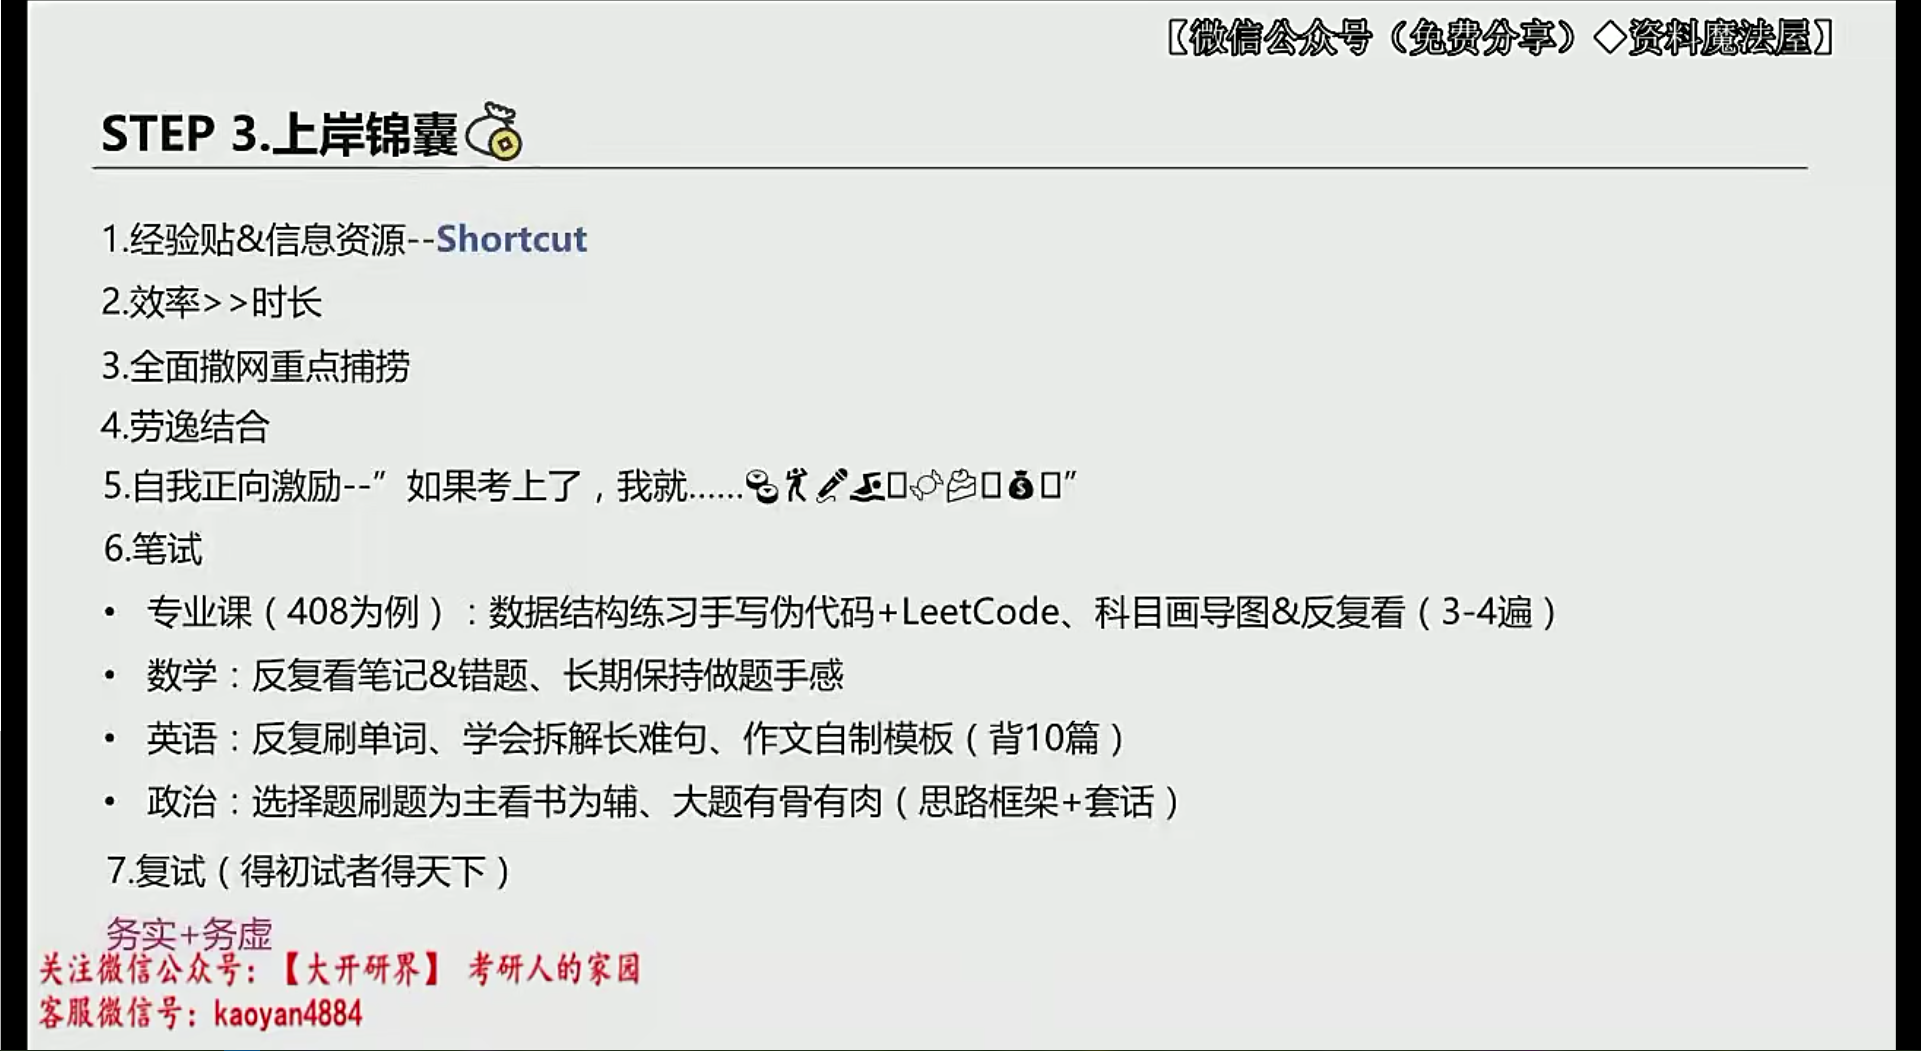 【微信公众号（免费分享）◇资料魔法屋】
STEP 3.上岸锦囊
1.经验贴&信息资源--Shortcut
2.效率>>时长
3.全面撒网重点捕捞
4.劳逸结合
5.自我正向激励--”如果考上了，我就......”
6.笔试
• 专业课（408为例）：数据结构练习手写伪代码+LeetCode、科目画导图&反复看（3-4遍）
• 数学：反复看笔记&错题、长期保持做题手感
• 英语：反复刷单词、学会拆解长难句、作文自制模板（背10篇）
• 政治：选择题刷题为主看书为辅、大题有骨有肉（思路框架+套话）
7.复试（得初试者得天下）
务实+务虚
关注微信公众号：【大开研界】 考研人的家园
客服微信号：kaoyan4884